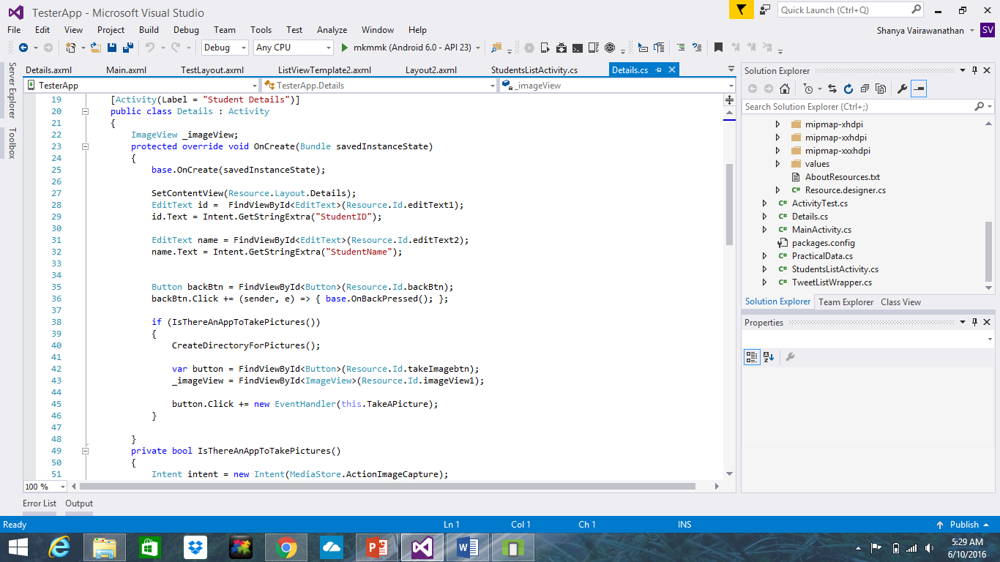 TesterApp - Microsoft Visual Studio
Quick Launch (Ctrl+Q)
File Edit View Project Build Debug Team Tools Test Analyze Window Help
Shanya Vairawanathan SV
Debug Any CPU mkmmk (Android 6.0 - API 23)
Server Explorer
Toolbox
Details.axml Main.axml TestLayout.axml ListViewTemplate2.axml Layout2.axml StudentsListActivity.cs Details.cs
TesterApp TesterApp.Details _imageView
19 [Activity(Label = "Student Details")]
20 public class Details : Activity
21 {
22 ImageView _imageView;
23 protected override void OnCreate(Bundle savedInstanceState)
24 {
25 base.OnCreate(savedInstanceState);
26
27 SetContentView(Resource.Layout.Details);
28 EditText id =  FindViewById<EditText>(Resource.Id.editText1);
29 id.Text = Intent.GetStringExtra("StudentID");
30
31 EditText name = FindViewById<EditText>(Resource.Id.editText2);
32 name.Text = Intent.GetStringExtra("StudentName");
33
34
35 Button backBtn = FindViewById<Button>(Resource.Id.backBtn);
36 backBtn.Click += (sender, e) => { base.OnBackPressed(); };
37
38 if (IsThereAnAppToTakePictures())
39 {
40 CreateDirectoryForPictures();
41
42 var button = FindViewById<Button>(Resource.Id.takeImagebtn);
43 _imageView = FindViewById<ImageView>(Resource.Id.imageView1);
44
45 button.Click += new EventHandler(this.TakeAPicture);
46 }
47
48 }
49 private bool IsThereAnAppToTakePictures()
50 {
51 Intent intent = new Intent(MediaStore.ActionImageCapture);
100 %
Solution Explorer
Search Solution Explorer (Ctrl+;)
mipmap-xhdpi
mipmap-xxhdpi
mipmap-xxxhdpi
values
AboutResources.txt
C# Resource.designer.cs
C# ActivityTest.cs
C# Details.cs
C# MainActivity.cs
packages.config
C# PracticalData.cs
C# StudentsListActivity.cs
C# TweetListWrapper.cs
Solution Explorer Team Explorer Class View
Properties
Error List Output
Ready Ln 1 Col 1 Ch 1 INS Publish
5:29 AM
6/10/2016